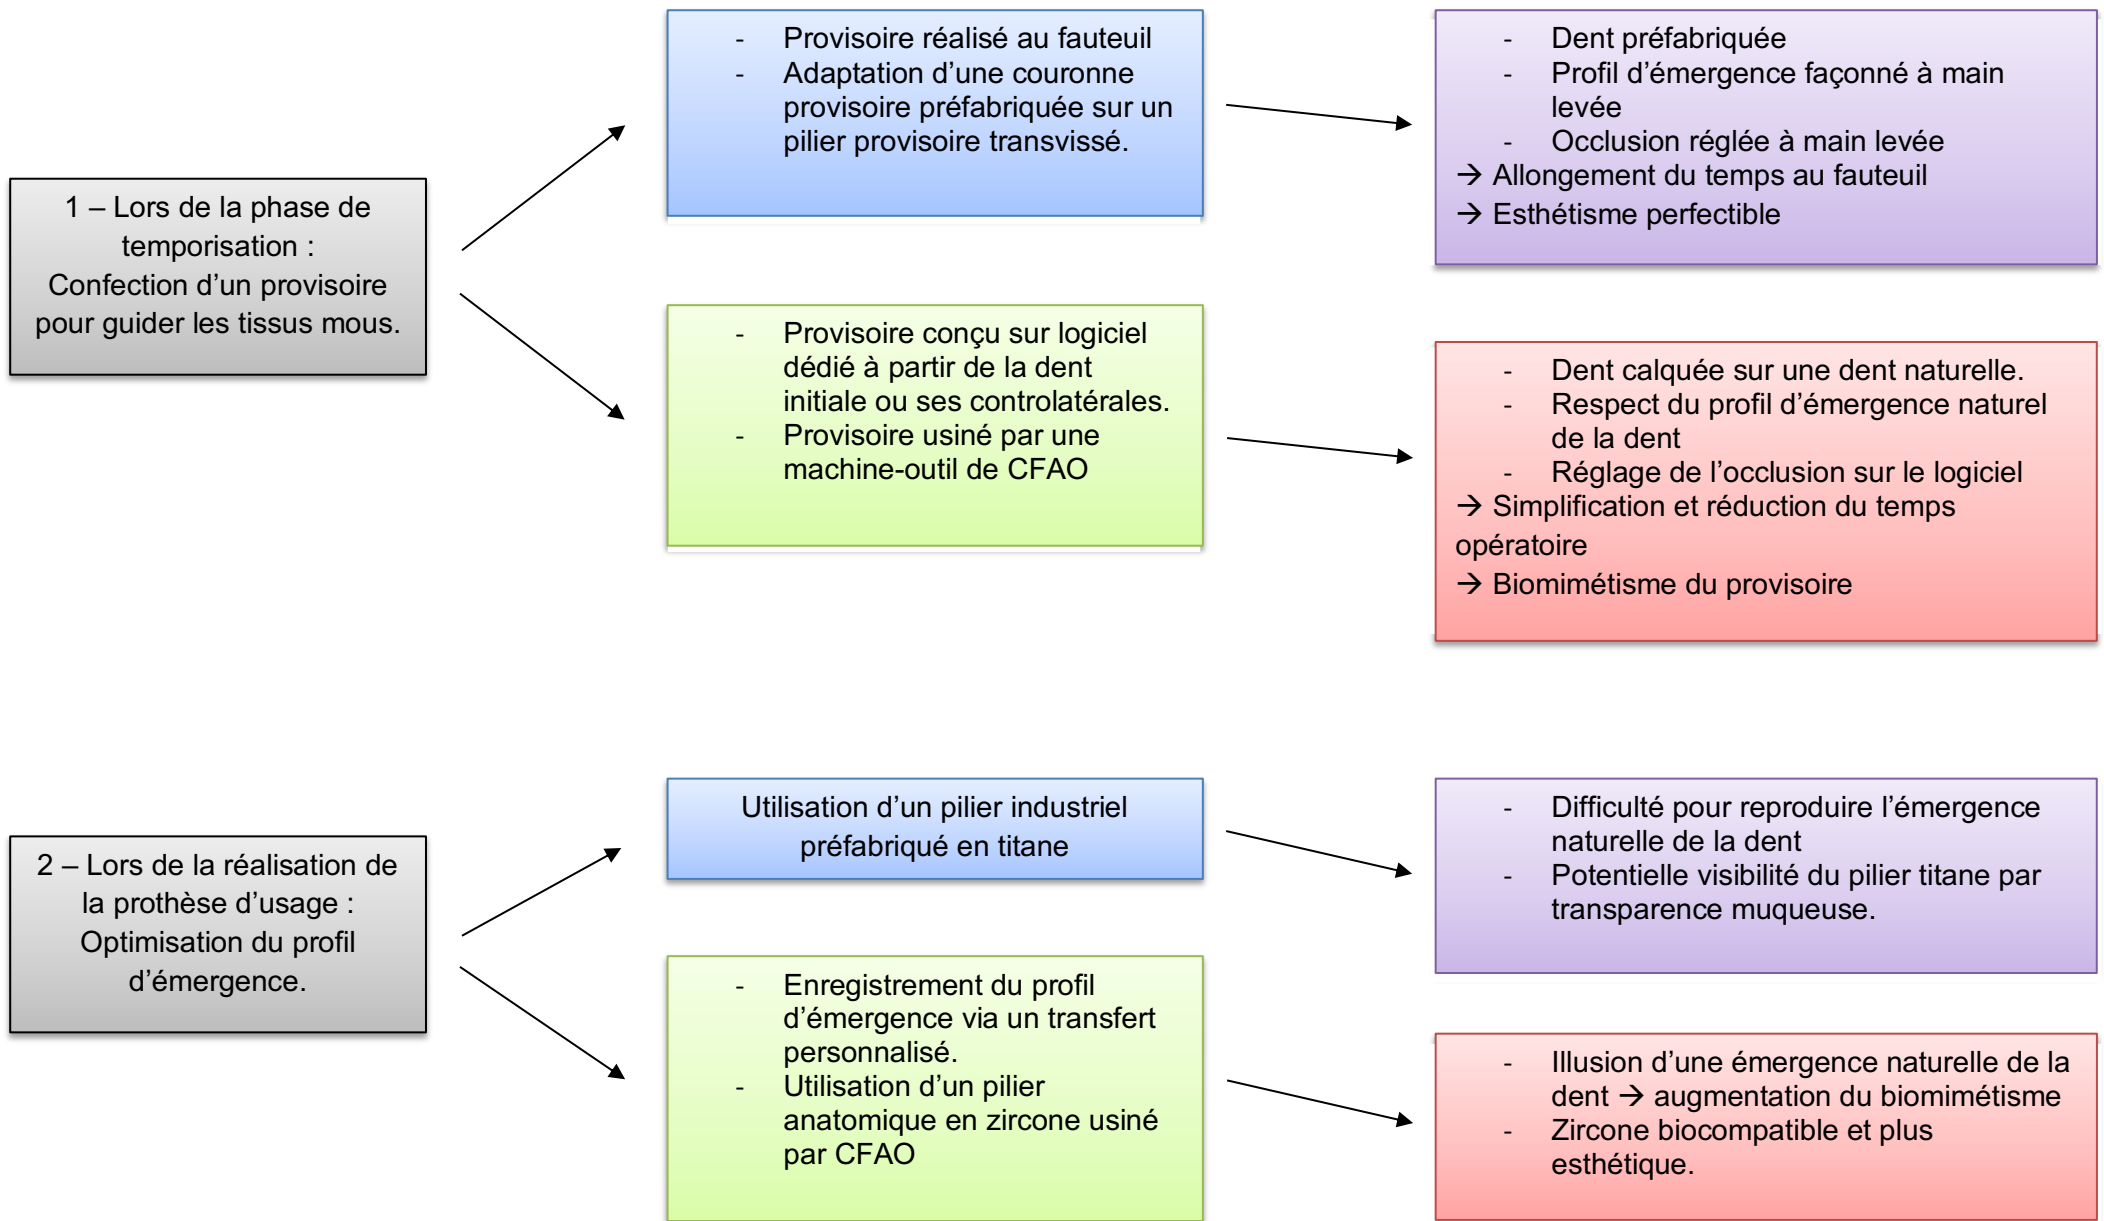 1 – Lors de la phase de
temporisation :
Confection d’un provisoire
pour guider les tissus mous.
- Provisoire réalisé au fauteuil
- Adaptation d’une couronne
provisoire préfabriquée sur un
pilier provisoire transvissé.
- Dent préfabriquée
- Profil d’émergence façonné à main
levée
- Occlusion réglée à main levée
→ Allongement du temps au fauteuil
→ Esthétisme perfectible
- Provisoire conçu sur logiciel
dédié à partir de la dent
initiale ou ses controlatérales.
- Provisoire usiné par une
machine-outil de CFAO
- Dent calquée sur une dent naturelle.
- Respect du profil d’émergence naturel
de la dent
- Réglage de l’occlusion sur le logiciel
→ Simplification et réduction du temps
opératoire
→ Biomimétisme du provisoire
2 – Lors de la réalisation de
la prothèse d’usage :
Optimisation du profil
d’émergence.
Utilisation d’un pilier industriel
préfabriqué en titane
- Difficulté pour reproduire l’émergence
naturelle de la dent
- Potentielle visibilité du pilier titane par
transparence muqueuse.
- Enregistrement du profil
d’émergence via un transfert
personnalisé.
- Utilisation d’un pilier
anatomique en zircone usiné
par CFAO
- Illusion d’une émergence naturelle de la
dent → augmentation du biomimétisme
- Zircone biocompatible et plus
esthétique.